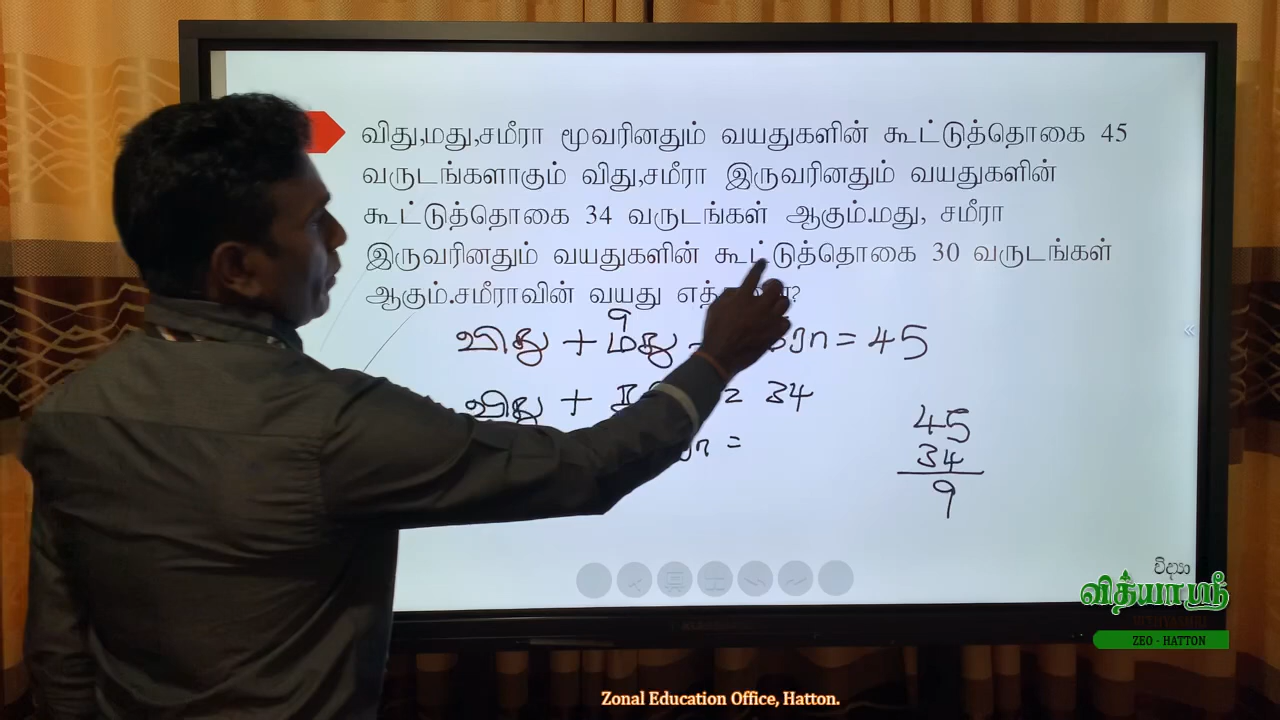 விது,மது,சமீரா மூவரினதும் வயதுகளின் கூட்டுத்தொகை 45
வருடங்களாகும் விது,சமீரா இருவரினதும் வயதுகளின்
கூட்டுத்தொகை 34 வருடங்கள் ஆகும்.மது, சமீரா
இருவரினதும் வயதுகளின் கூட்டுத்தொகை 30 வருடங்கள்
ஆகும்.சமீராவின் வயது ?
9
விது + மது = 45
விது + = 34
=
45
34
9
විද්‍යා
வித்யா ஸ்ரீ
ZEO - HATTON
Zonal Education Office, Hatton.